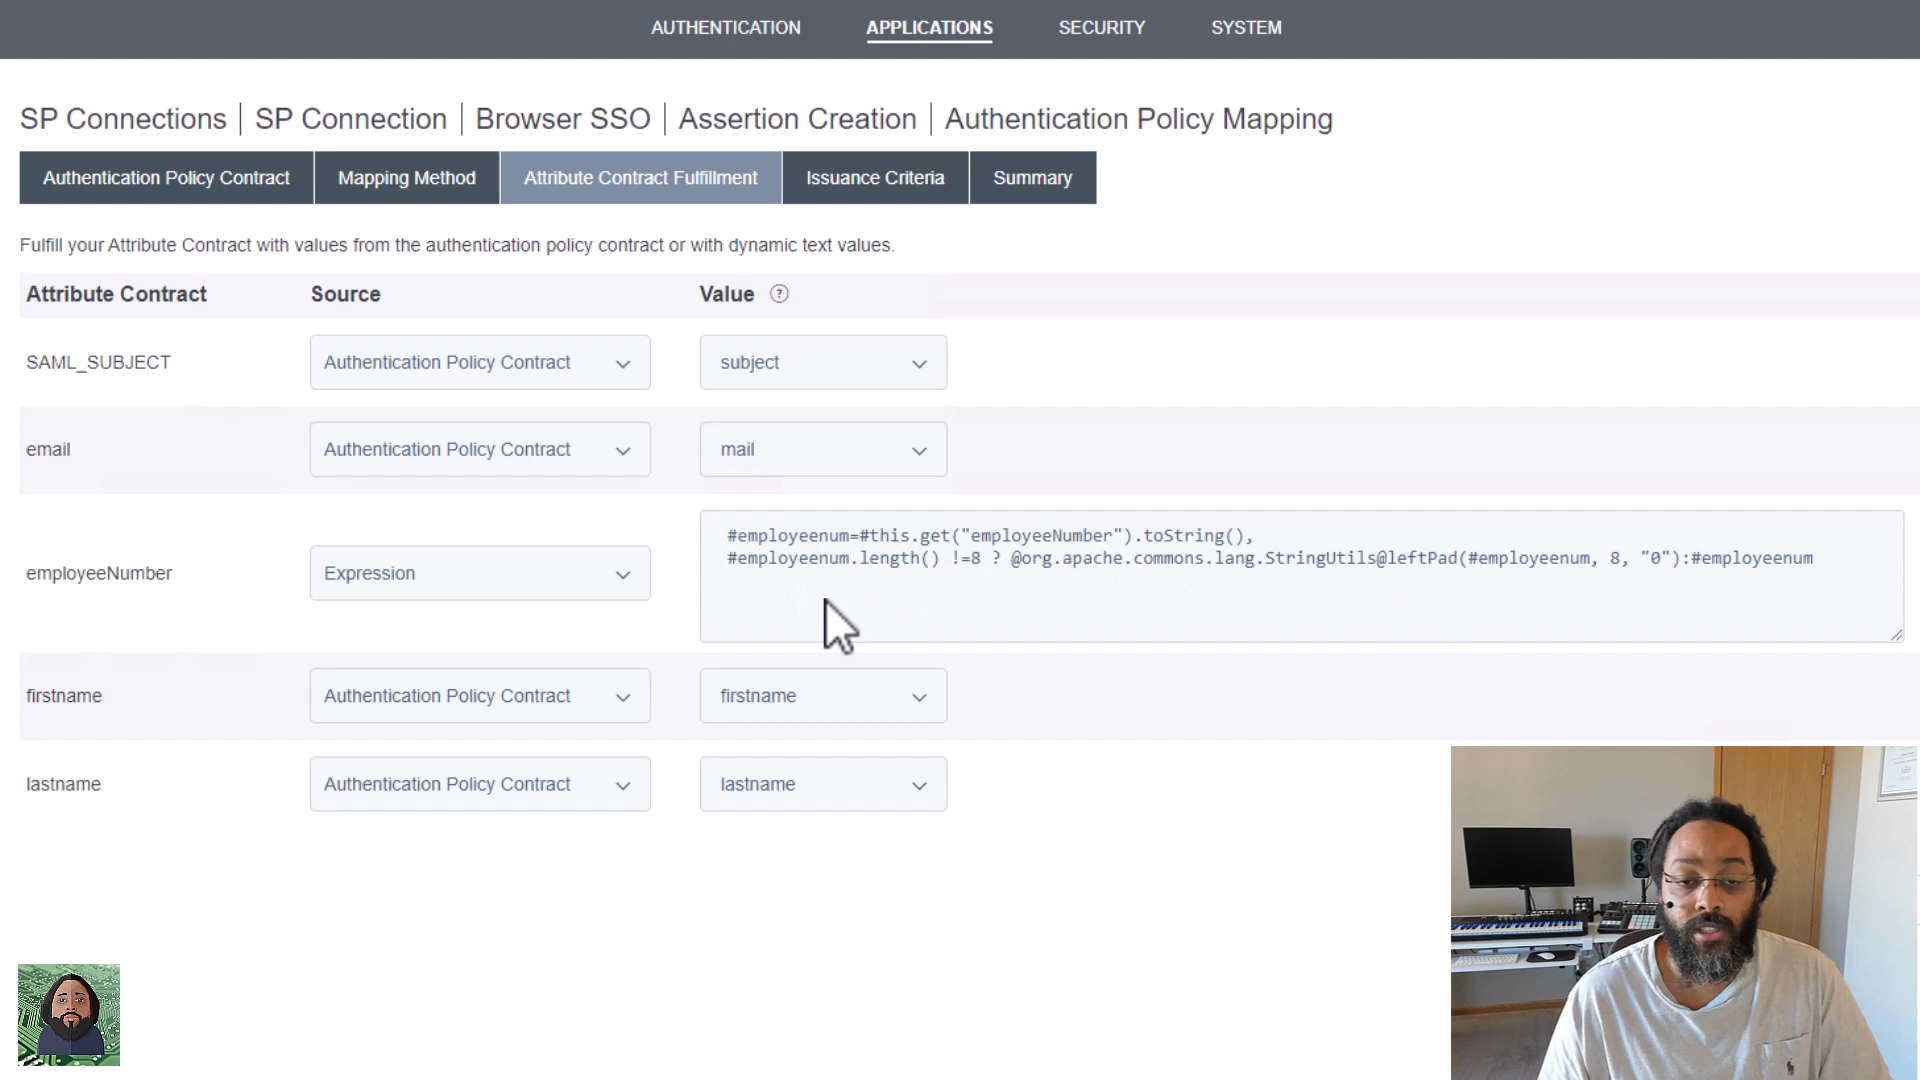 AUTHENTICATION APPLICATIONS SECURITY SYSTEM
SP Connections | SP Connection | Browser SSO | Assertion Creation | Authentication Policy Mapping
Authentication Policy Contract Mapping Method Attribute Contract Fulfillment Issuance Criteria Summary
Fulfill your Attribute Contract with values from the authentication policy contract or with dynamic text values.
Attribute Contract Source Value ?
SAML_SUBJECT Authentication Policy Contract subject
email Authentication Policy Contract mail
#employeenum=#this.get("employeeNumber").toString(),
#employeenum.length() !=8 ? @org.apache.commons.lang.StringUtils@leftPad(#employeenum, 8, "0"):#employeenum
employeeNumber Expression
firstname Authentication Policy Contract firstname
lastname Authentication Policy Contract lastname